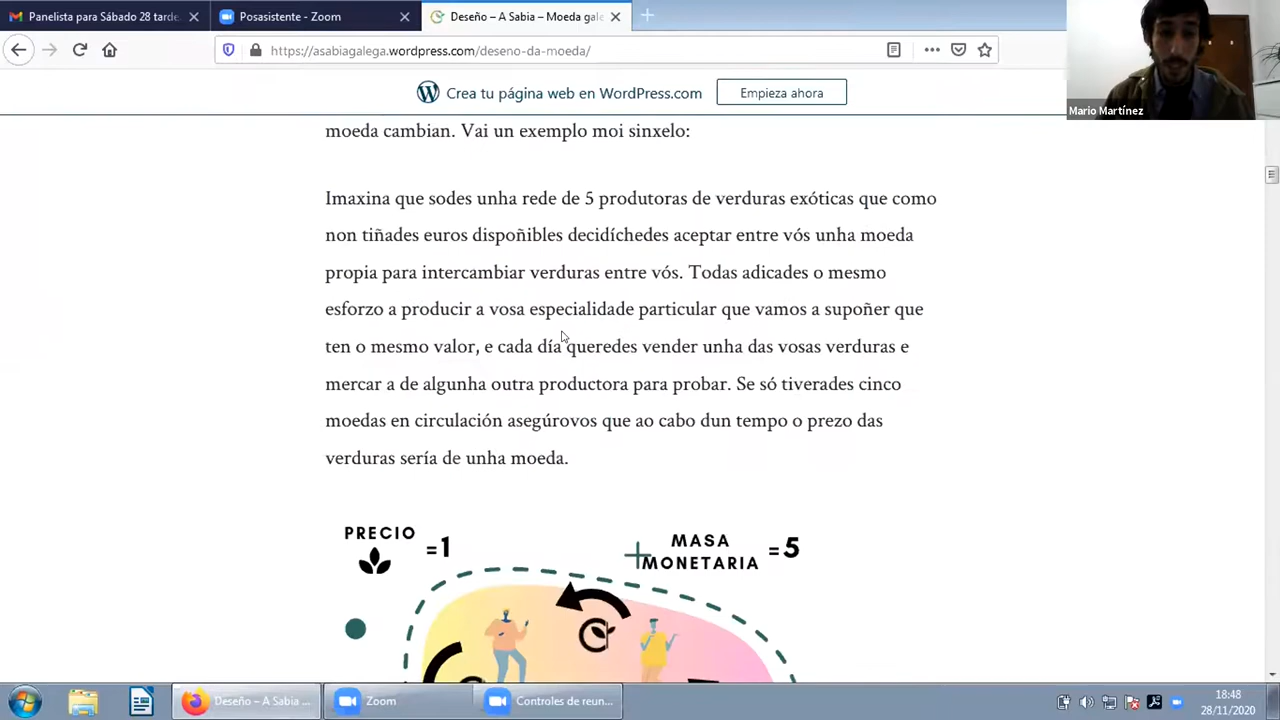 Panelista para Sábado 28 tarde
Posasistente - Zoom
Deseño – A Sabia – Moeda gale
https://asabiagalega.wordpress.com/deseno-da-moeda/
Crea tu página web en WordPress.com
Empieza ahora
Mario Martínez
moeda cambian. Vai un exemplo moi sinxelo:
Imaxina que sodes unha rede de 5 produtoras de verduras exóticas que como
non tiñades euros dispoñibles decidíchedes aceptar entre vós unha moeda
propia para intercambiar verduras entre vós. Todas adicades o mesmo
esforzo a producir a vosa especialidade particular que vamos a supoñer que
ten o mesmo valor, e cada día queredes vender unha das vosas verduras e
mercar a de algunha outra productora para probar. Se só tiverades cinco
moedas en circulación asegúrovos que ao cabo dun tempo o prezo das
verduras sería de unha moeda.
PRECIO
=1
MASA
MONETARIA
=5
Deseño – A Sabia ...
Zoom
Controles de reun...
18:48
28/11/2020